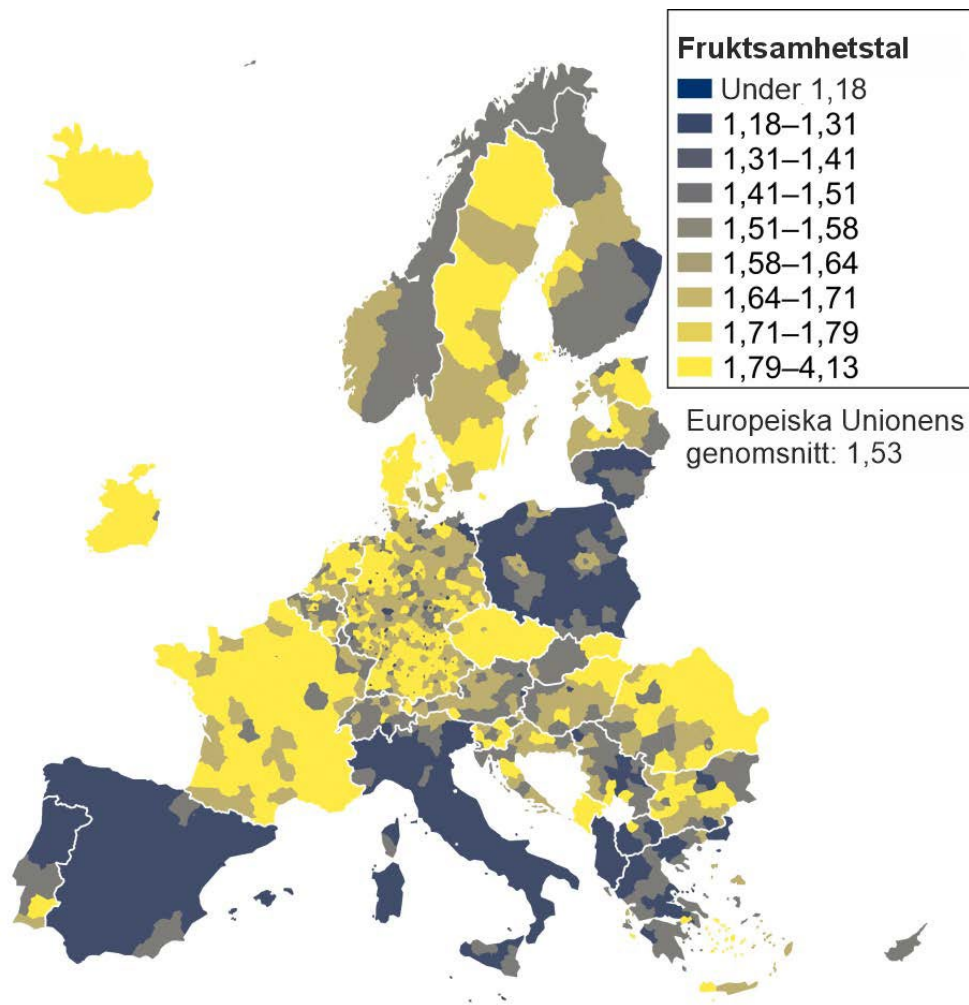 Fruktsamhetstal
Under 1,18
1,18–1,31
1,31–1,41
1,41–1,51
1,51–1,58
1,58–1,64
1,64–1,71
1,71–1,79
1,79–4,13
Europeiska Unionens
genomsnitt: 1,53